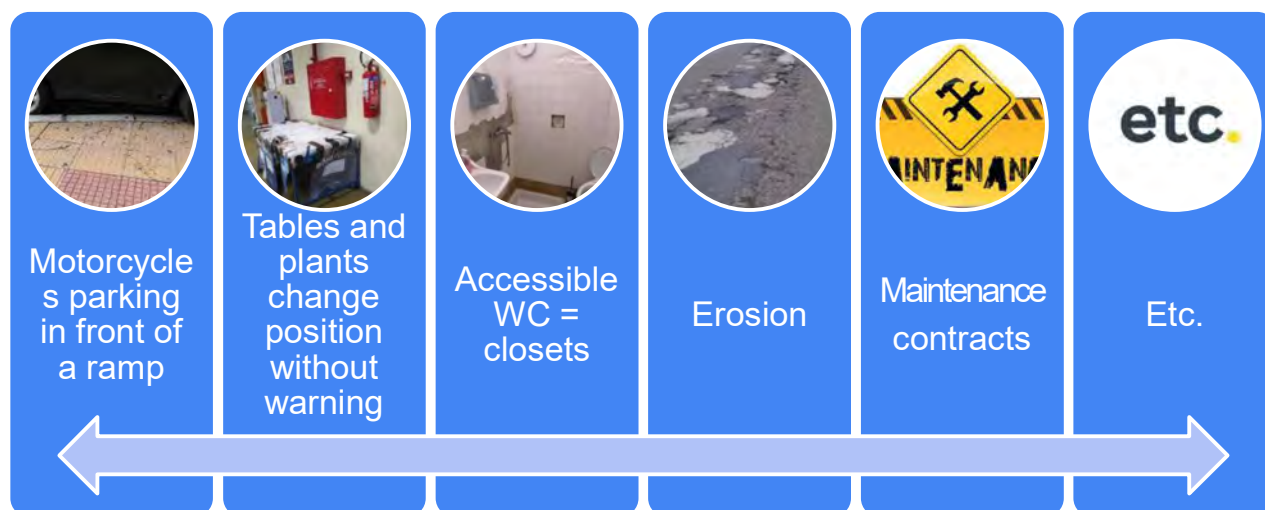 Motorcycle
s parking
in front of
a ramp
Tables and
plants
change
position
without
warning
Accessible
WC =
closets
Erosion
INTENAN
Maintenance
contracts
etc.
Etc.